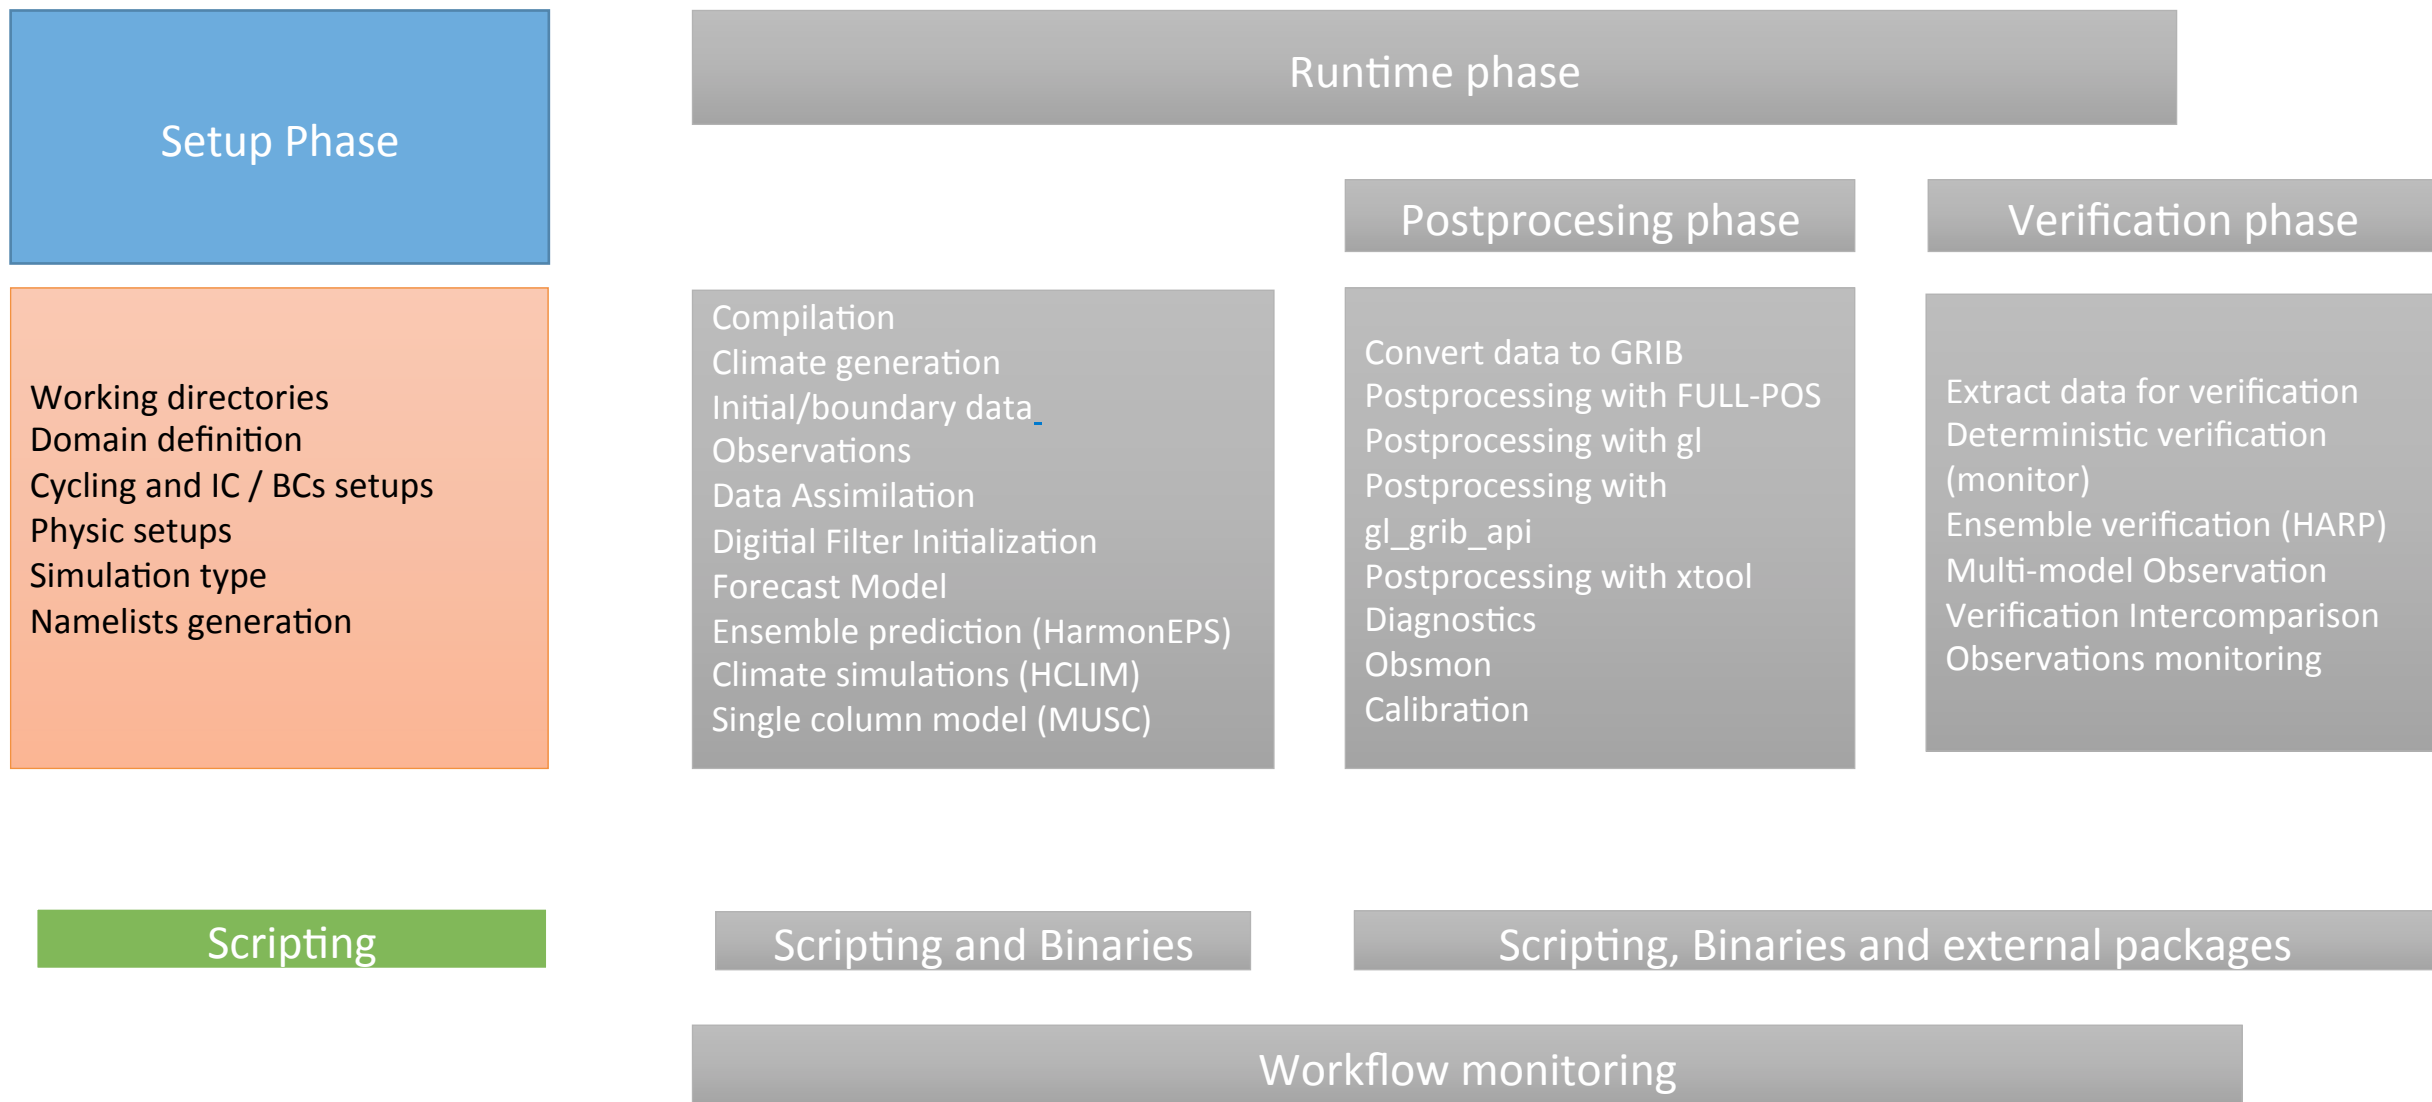 Setup Phase
Runtime phase
Postprocesing phase
Verification phase
Working directories
Domain definition
Cycling and IC / BCs setups
Physic setups
Simulation type
Namelists generation
Compilation
Climate generation
Initial/boundary data_
Observations
Data Assimilation
Digitial Filter Initialization
Forecast Model
Ensemble prediction (HarmonEPS)
Climate simulations (HCLIM)
Single column model (MUSC)
Convert data to GRIB
Postprocessing with FULL-POS
Postprocessing with gl
Postprocessing with
gl_grib_api
Postprocessing with xtool
Diagnostics
Obsmon
Calibration
Extract data for verification
Deterministic verification
(monitor)
Ensemble verification (HARP)
Multi-model Observation
Verification Intercomparison
Observations monitoring
Scripting
Scripting and Binaries
Scripting, Binaries and external packages
Workflow monitoring